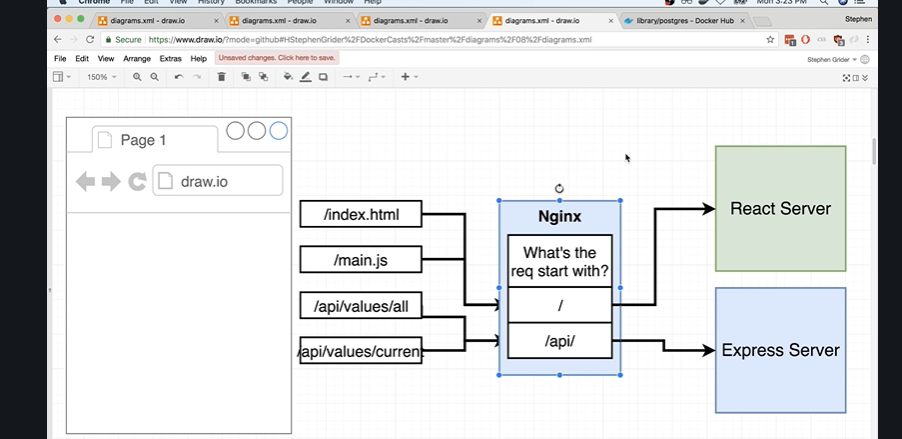 Chrome File Edit View History Bookmarks People Window Help Mon 3:23 PM
diagrams.xml - draw.io × diagrams.xml - draw.io × diagrams.xml - draw.io × diagrams.xml - draw.io × library/postgres - Docker Hub × Stephen
Secure https://www.draw.io/?mode=github#HStephenGrider%2FDockerCasts%2Fmaster%2Fdiagrams%2F08%2Fdiagrams.xml
File Edit View Arrange Extras Help Unsaved changes. Click here to save. Stephen Grider
150%
Page 1
draw.io
/index.html
/main.js
/api/values/all
/api/values/current
Nginx
What's the
req start with?
/
/api/
React Server
Express Server